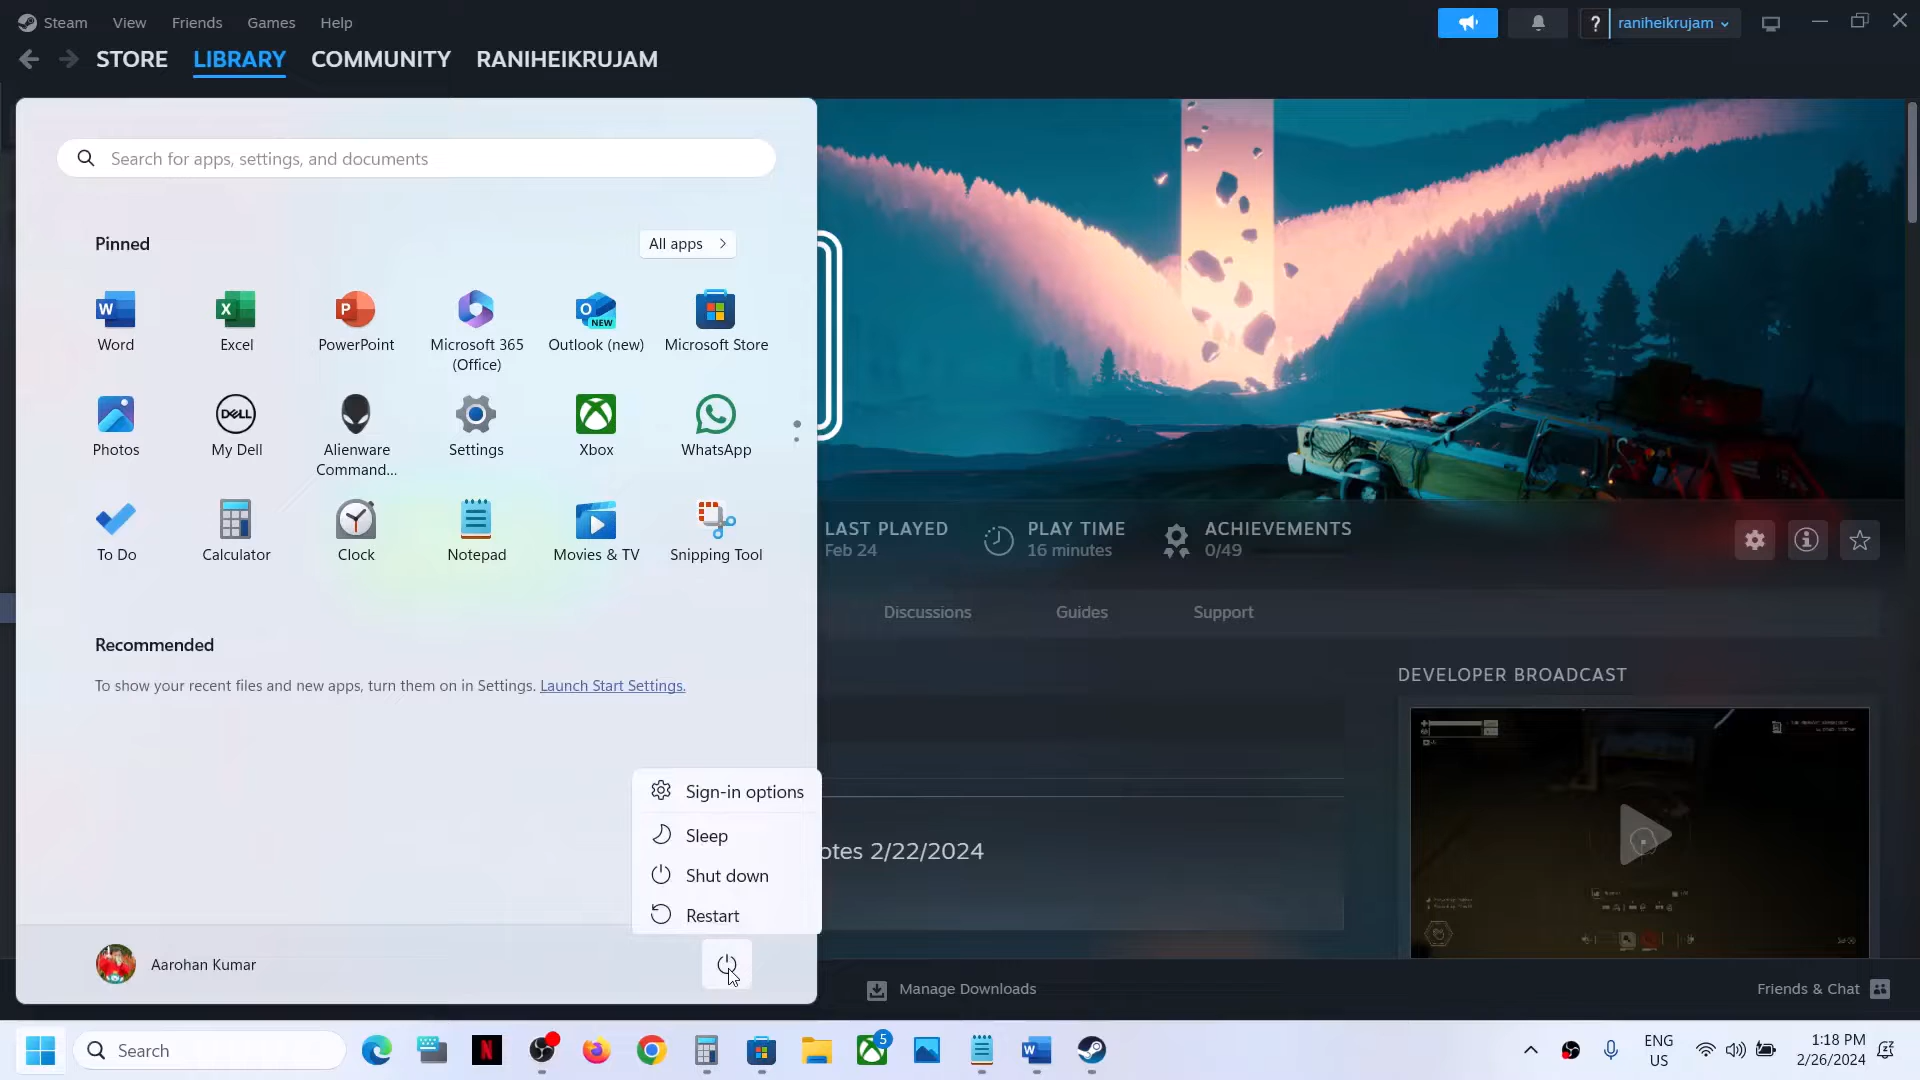 Steam View Friends Games Help
? raniheikrujam
STORE LIBRARY COMMUNITY RANIHEIKRUJAM
Search for apps, settings, and documents
Pinned
All apps
Word
Excel
PowerPoint
Microsoft 365
(Office)
Outlook (new)
Microsoft Store
Photos
My Dell
Alienware
Command...
Settings
Xbox
WhatsApp
To Do
Calculator
Clock
Notepad
Movies & TV
Snipping Tool
Recommended
To show your recent files and new apps, turn them on in Settings. Launch Start Settings.
Sign-in options
Sleep
Shut down
Restart
Aarohan Kumar
LAST PLAYED
Feb 24
PLAY TIME
16 minutes
ACHIEVEMENTS
0/49
Discussions Guides Support
DEVELOPER BROADCAST
otes 2/22/2024
Manage Downloads
Friends & Chat
Search
5
ENG
US
1:18 PM
2/26/2024